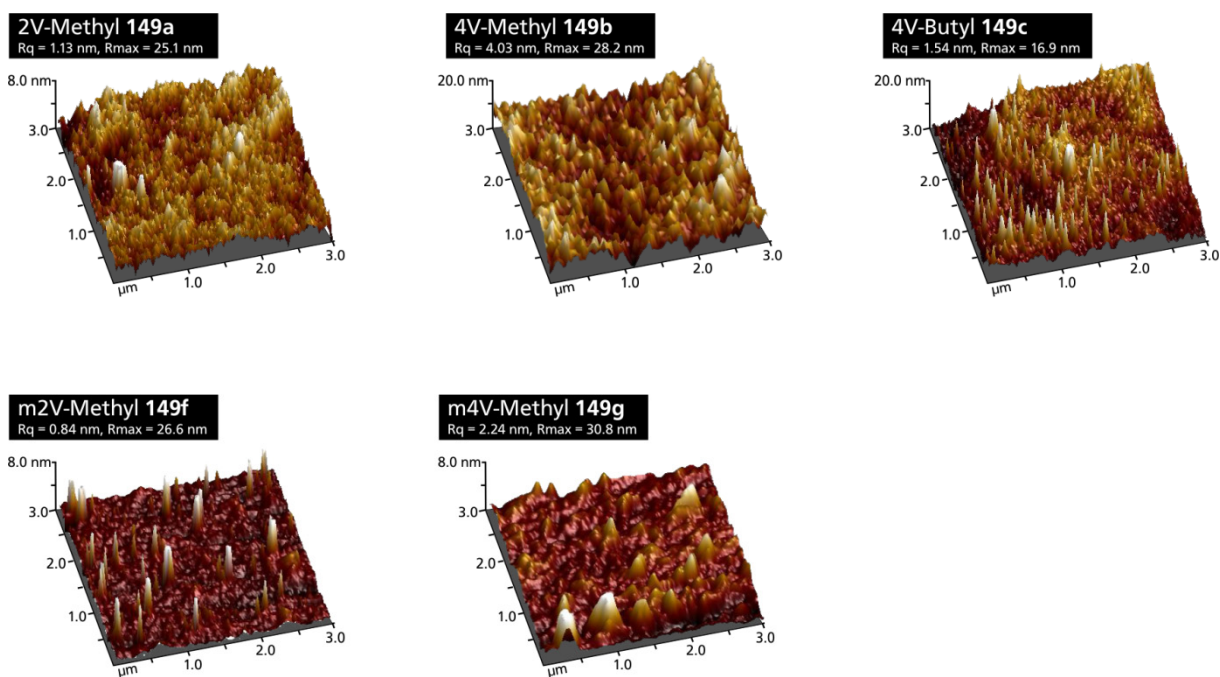 2V-Methyl 149a
Rq = 1.13 nm, Rmax = 25.1 nm
8.0 nm
3.0
2.0
1.0
µm
1.0
2.0
3.0
4V-Methyl 149b
Rq = 4.03 nm, Rmax = 28.2 nm
20.0 nm
3.0
2.0
1.0
µm
1.0
2.0
3.0
4V-Butyl 149c
Rq = 1.54 nm, Rmax = 16.9 nm
20.0 nm
3.0
2.0
1.0
µm
1.0
2.0
3.0
m2V-Methyl 149f
Rq = 0.84 nm, Rmax = 26.6 nm
8.0 nm
3.0
2.0
1.0
µm
1.0
2.0
3.0
m4V-Methyl 149g
Rq = 2.24 nm, Rmax = 30.8 nm
8.0 nm
3.0
2.0
1.0
µm
1.0
2.0
3.0